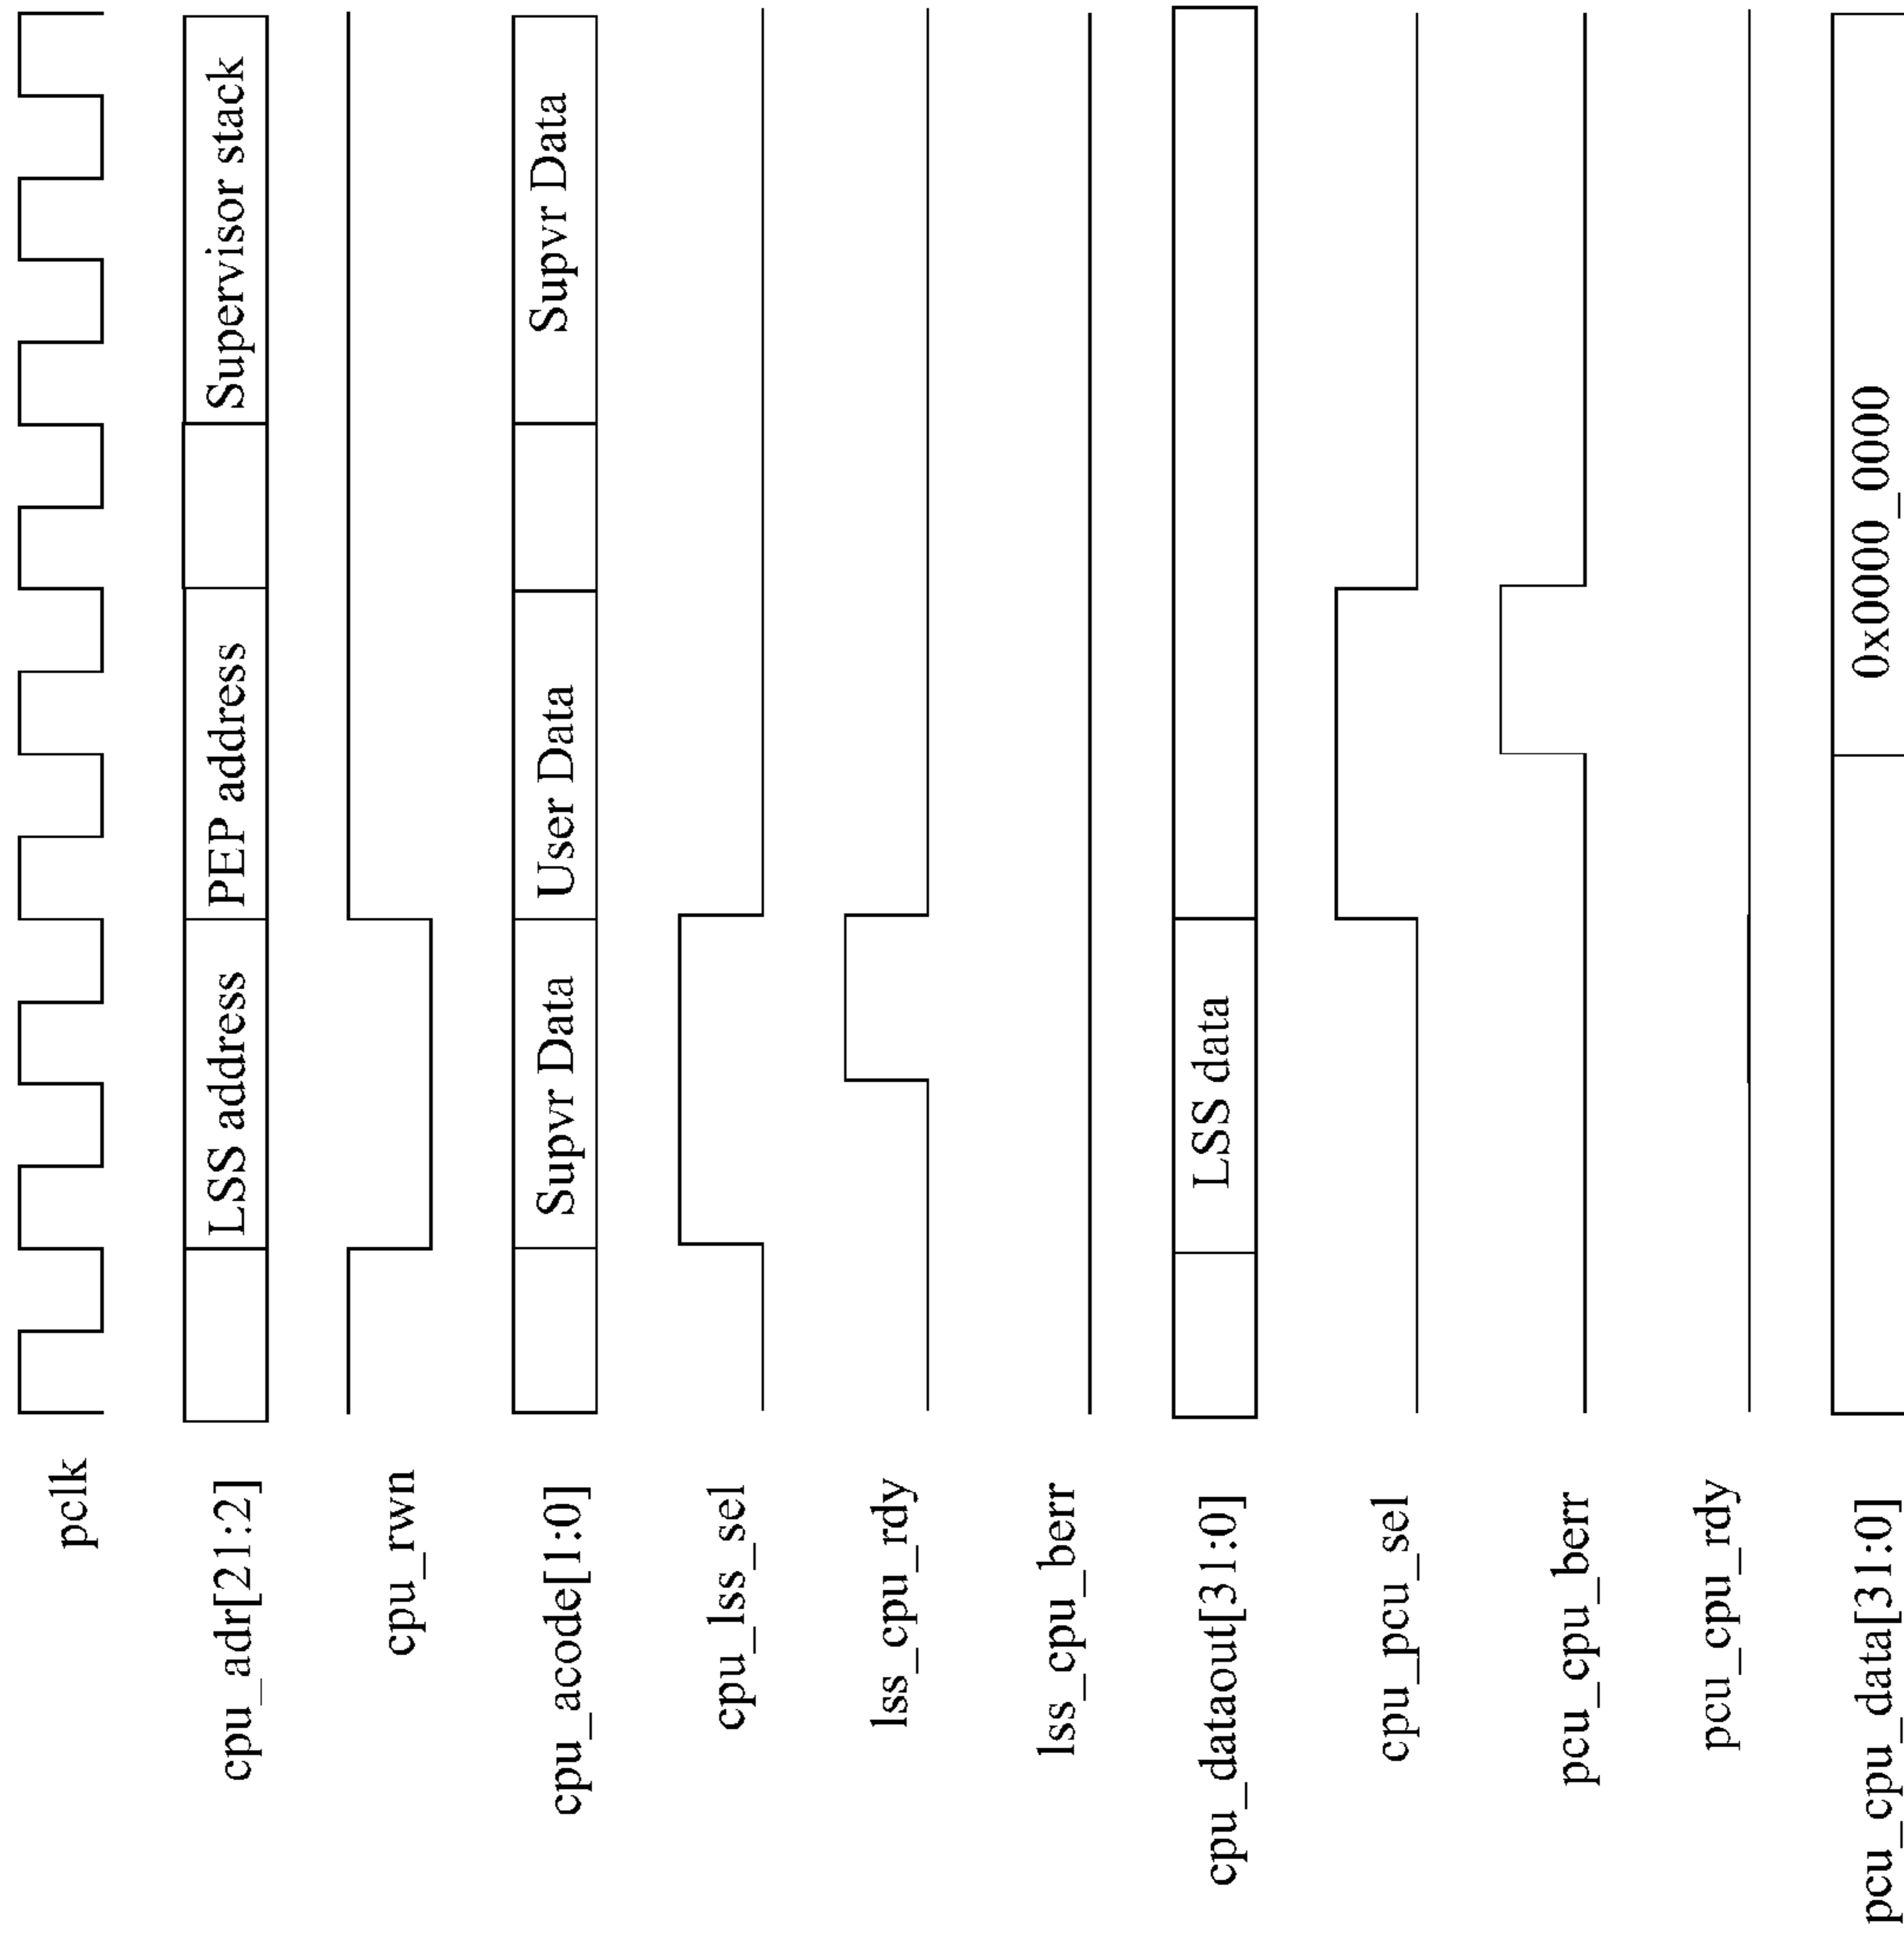 pclk
cpu_adr[21:2] LSS address PEP address Supervisor stack
cpu_rwn
cpu_acode[1:0] Supvr Data User Data Supvr Data
cpu_lss_sel
lss_cpu_rdy
lss_cpu_berr
cpu_dataout[31:0] LSS data
cpu_pcu_sel
pcu_cpu_berr
pcu_cpu_rdy
pcu_cpu_data[31:0] 0x0000_0000